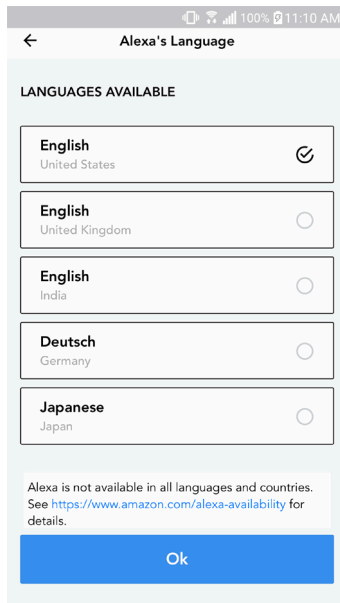 100% 11:10 AM
Alexa's Language
LANGUAGES AVAILABLE
English
United States
English
United Kingdom
English
India
Deutsch
Germany
Japanese
Japan
Alexa is not available in all languages and countries.
See https://www.amazon.com/alexa-availability for
details.
Ok